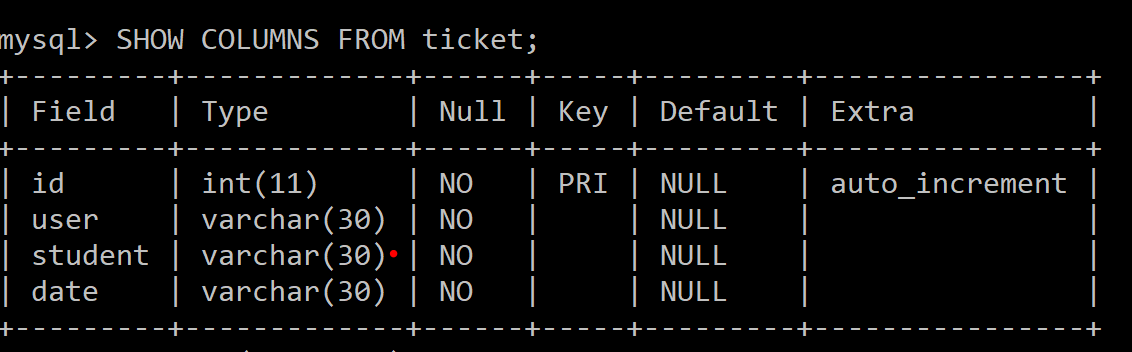 mysql> SHOW COLUMNS FROM ticket;
+---------+-------------+------+-----+---------+----------------+
| Field   | Type        | Null | Key | Default | Extra          |
+---------+-------------+------+-----+---------+----------------+
| id      | int(11)     | NO   | PRI | NULL    | auto_increment |
| user    | varchar(30) | NO   |     | NULL    |                |
| student | varchar(30) | NO   |     | NULL    |                |
| date    | varchar(30) | NO   |     | NULL    |                |
+---------+-------------+------+-----+---------+----------------+